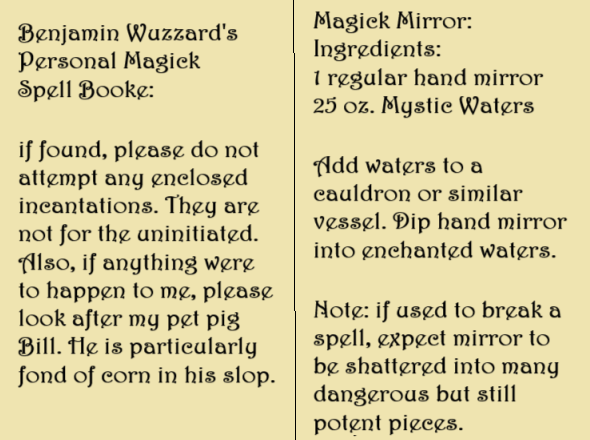 Benjamin Wuzzard's
Personal Magick
Spell Booke:
if found, please do not
attempt any enclosed
incantations. They are
not for the uninitiated.
Also, if anything were
to happen to me, please
look after my pet pig
Bill. He is particularly
fond of corn in his slop.
Magick Mirror:
Ingredients:
1 regular hand mirror
25 oz. Mystic Waters
Add waters to a
cauldron or similar
vessel. Dip hand mirror
into enchanted waters.
Note: if used to break a
spell, expect mirror to
be shattered into many
dangerous but still
potent pieces.